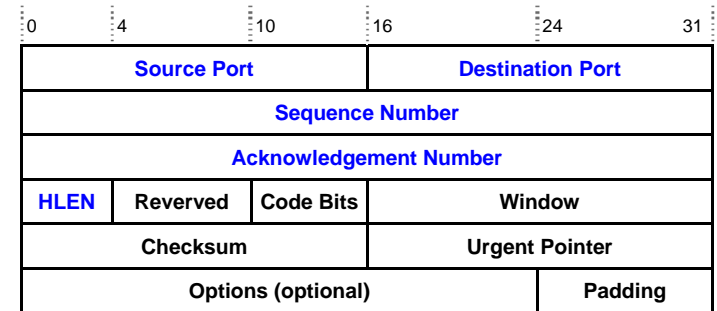 0 4 10 16 24 31
Source Port Destination Port
Sequence Number
Acknowledgement Number
HLEN Reverved Code Bits Window
Checksum Urgent Pointer
Options (optional) Padding